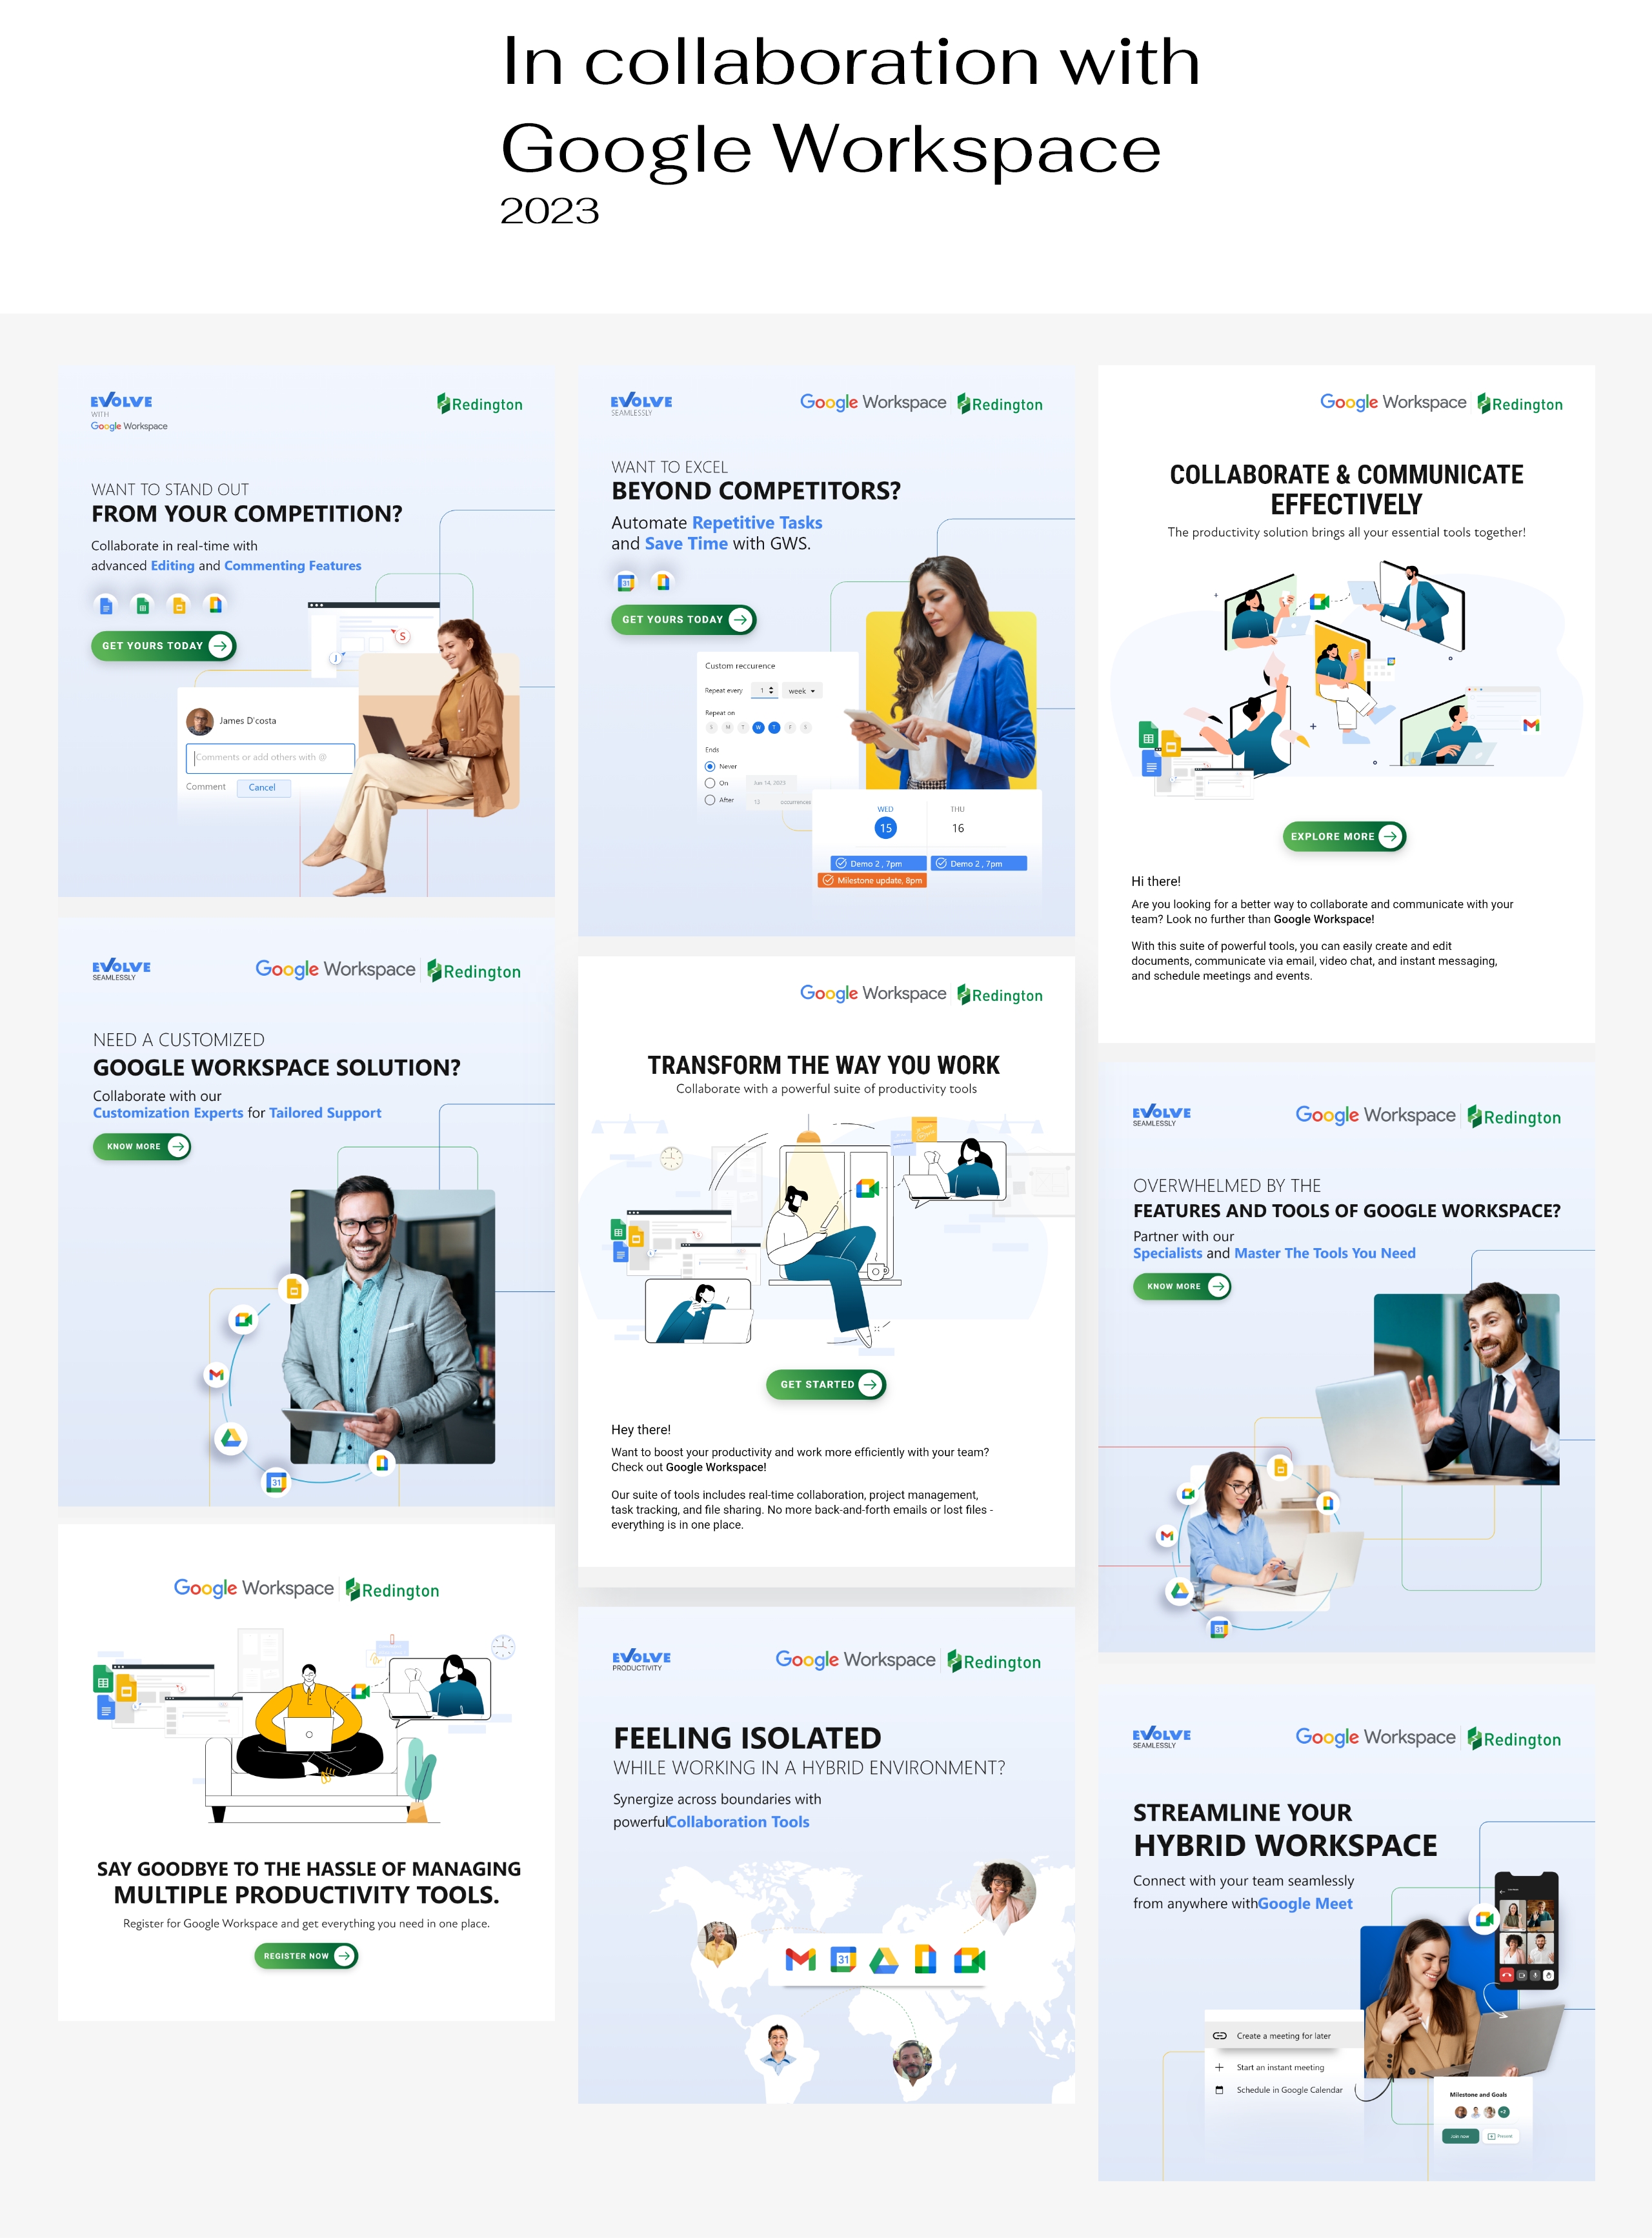 In collaboration with
Google Workspace
2023
EVOLVE
WITH
Google Workspace
Redington
WANT TO STAND OUT
FROM YOUR COMPETITION?
Collaborate in real-time with
advanced Editing and Commenting Features
GET YOURS TODAY
S
J
James D'costa
Comments or add others with @
Comment Cancel
EVOLVE
SEAMLESSLY
Google Workspace Redington
WANT TO EXCEL
BEYOND COMPETITORS?
Automate Repetitive Tasks
and Save Time with GWS.
31
GET YOURS TODAY
Custom reccurence
Repeat every 1 week
Repeat on
S M T W T F S
Ends
Never
On Jun 14, 2023
After 12 occurrences
WED THU
15 16
Demo 2 , 7pm Demo 2 , 7pm
Milestone update, 8pm
Google Workspace Redington
COLLABORATE & COMMUNICATE
EFFECTIVELY
The productivity solution brings all your essential tools together!
EXPLORE MORE
Hi there!
Are you looking for a better way to collaborate and communicate with your
team? Look no further than Google Workspace!
With this suite of powerful tools, you can easily create and edit
documents, communicate via email, video chat, and instant messaging,
and schedule meetings and events.
EVOLVE
SEAMLESSLY
Google Workspace Redington
NEED A CUSTOMIZED
GOOGLE WORKSPACE SOLUTION?
Collaborate with our
Customization Experts for Tailored Support
KNOW MORE
31
Google Workspace Redington
TRANSFORM THE WAY YOU WORK
Collaborate with a powerful suite of productivity tools
GET STARTED
Hey there!
Want to boost your productivity and work more efficiently with your team?
Check out Google Workspace!
Our suite of tools includes real-time collaboration, project management,
task tracking, and file sharing. No more back-and-forth emails or lost files -
everything is in one place.
EVOLVE
SEAMLESSLY
Google Workspace Redington
OVERWHELMED BY THE
FEATURES AND TOOLS OF GOOGLE WORKSPACE?
Partner with our
Specialists and Master The Tools You Need
KNOW MORE
31
Google Workspace Redington
SAY GOODBYE TO THE HASSLE OF MANAGING
MULTIPLE PRODUCTIVITY TOOLS.
Register for Google Workspace and get everything you need in one place.
REGISTER NOW
EVOLVE
PRODUCTIVITY
Google Workspace Redington
FEELING ISOLATED
WHILE WORKING IN A HYBRID ENVIRONMENT?
Synergize across boundaries with
powerfulCollaboration Tools
31
EVOLVE
SEAMLESSLY
Google Workspace Redington
STREAMLINE YOUR
HYBRID WORKSPACE
Connect with your team seamlessly
from anywhere withGoogle Meet
Create a meeting for later
Start an instant meeting
Schedule in Google Calendar
Milestone and Goals
+2
Join now Present